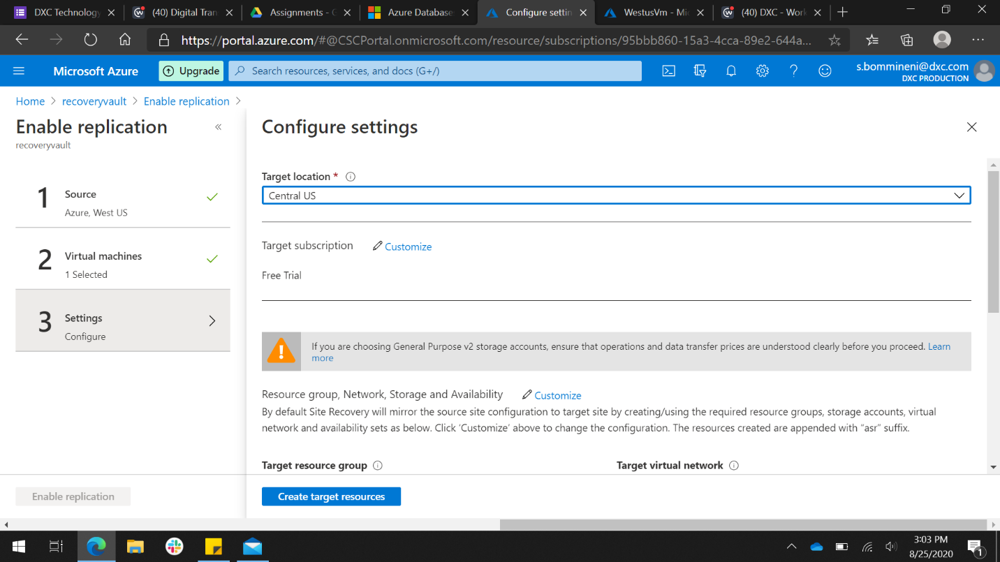 DXC Technology
(40) Digital Tran
Assignments - G
Azure Database
Configure settin
WestusVm - Mic
(40) DXC - Work
https://portal.azure.com/#@CSCPortal.onmicrosoft.com/resource/subscriptions/95bbb860-15a3-4cca-89e2-644a...
Microsoft Azure
Upgrade
Search resources, services, and docs (G+/)
s.bommineni@dxc.com
DXC PRODUCTION
Home > recoveryvault > Enable replication >
Enable replication
«
recoveryvault
1
Source
Azure, West US
2
Virtual machines
1 Selected
3
Settings
Configure
Enable replication
Configure settings
Target location *
Central US
Target subscription
Customize
Free Trial
If you are choosing General Purpose v2 storage accounts, ensure that operations and data transfer prices are understood clearly before you proceed. Learn
more
Resource group, Network, Storage and Availability
Customize
By default Site Recovery will mirror the source site configuration to target site by creating/using the required resource groups, storage accounts, virtual
network and availability sets as below. Click ‘Customize’ above to change the configuration. The resources created are appended with “asr” suffix.
Target resource group
Target virtual network
Create target resources
3:03 PM
8/25/2020
1